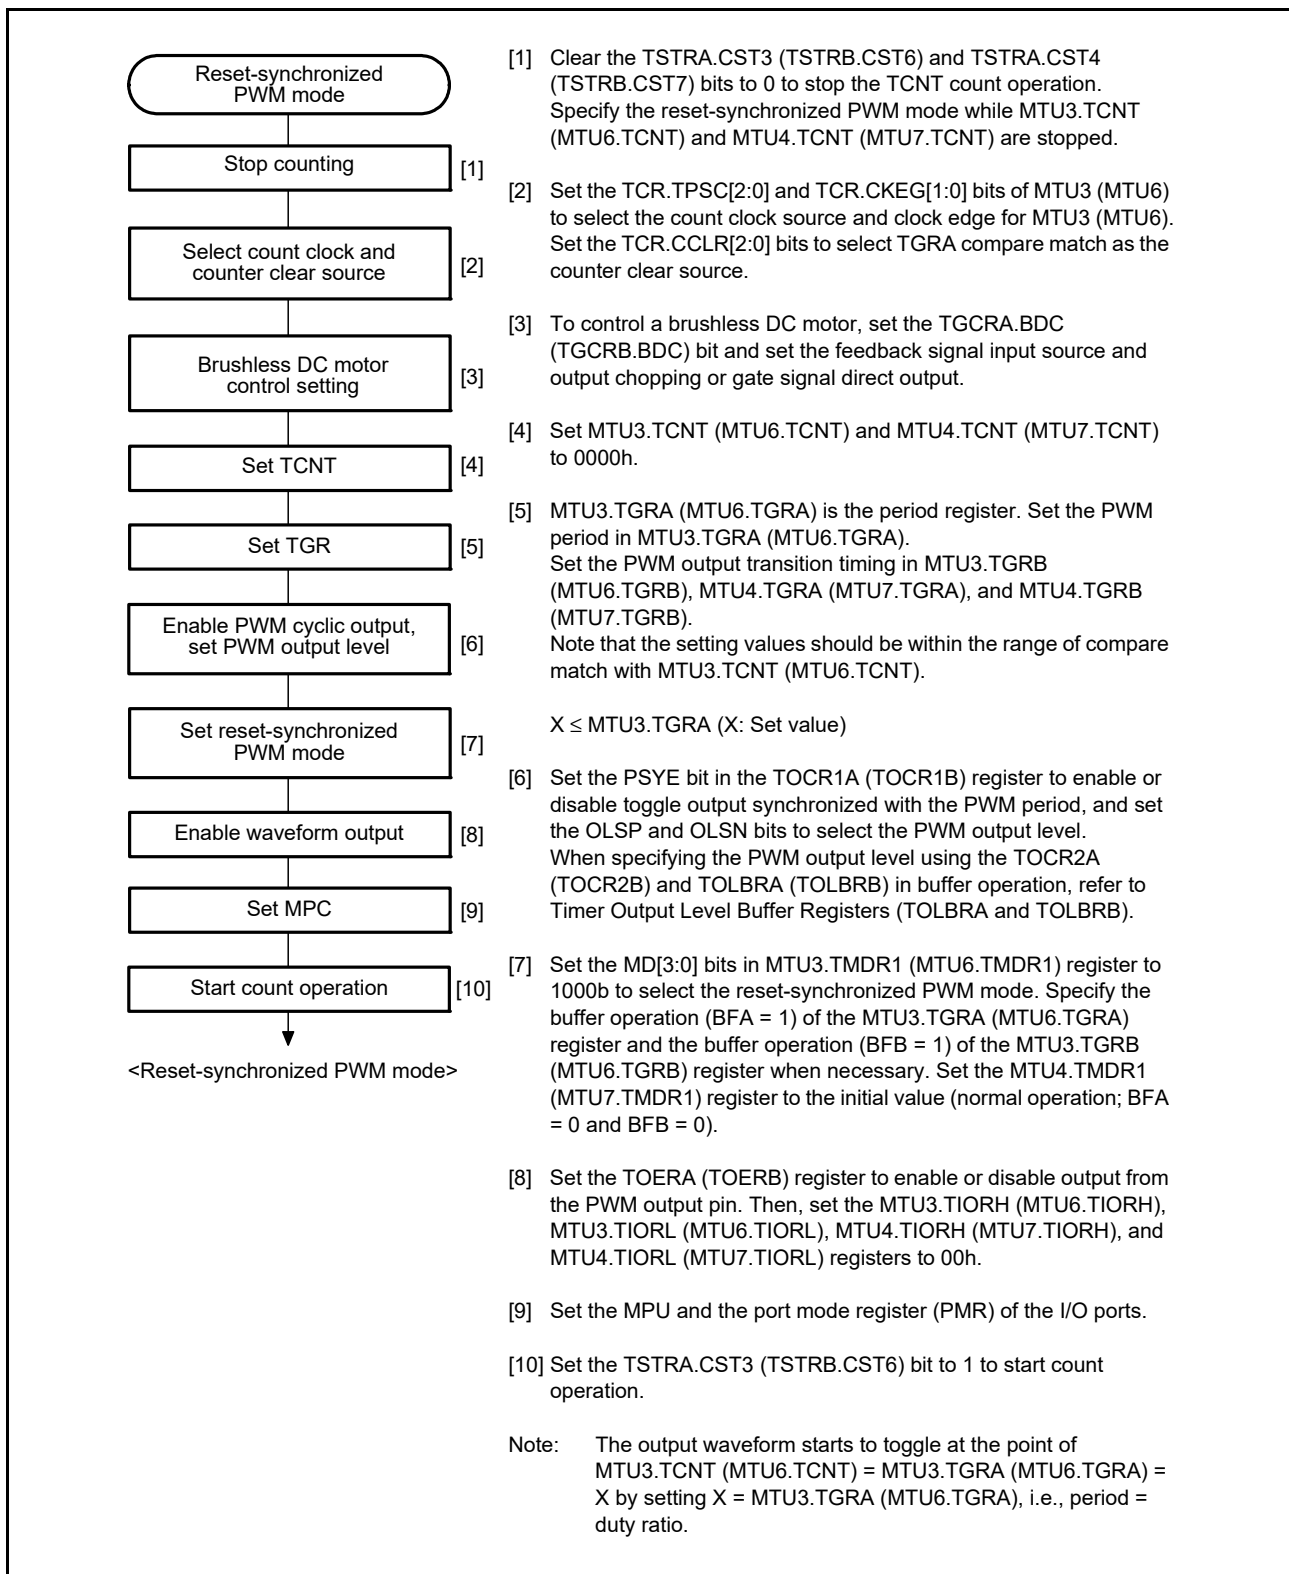 Reset-synchronized
PWM mode
Stop counting
[1]
Select count clock and
counter clear source
[2]
Brushless DC motor
control setting
[3]
Set TCNT
[4]
Set TGR
[5]
Enable PWM cyclic output,
set PWM output level
[6]
Set reset-synchronized
PWM mode
[7]
Enable waveform output
[8]
Set MPC
[9]
Start count operation
[10]
<Reset-synchronized PWM mode>
[1] Clear the TSTRA.CST3 (TSTRB.CST6) and TSTRA.CST4
(TSTRB.CST7) bits to 0 to stop the TCNT count operation.
Specify the reset-synchronized PWM mode while MTU3.TCNT
(MTU6.TCNT) and MTU4.TCNT (MTU7.TCNT) are stopped.
[2] Set the TCR.TPSC[2:0] and TCR.CKEG[1:0] bits of MTU3 (MTU6)
to select the count clock source and clock edge for MTU3 (MTU6).
Set the TCR.CCLR[2:0] bits to select TGRA compare match as the
counter clear source.
[3] To control a brushless DC motor, set the TGCRA.BDC
(TGCRB.BDC) bit and set the feedback signal input source and
output chopping or gate signal direct output.
[4] Set MTU3.TCNT (MTU6.TCNT) and MTU4.TCNT (MTU7.TCNT)
to 0000h.
[5] MTU3.TGRA (MTU6.TGRA) is the period register. Set the PWM
period in MTU3.TGRA (MTU6.TGRA).
Set the PWM output transition timing in MTU3.TGRB
(MTU6.TGRB), MTU4.TGRA (MTU7.TGRA), and MTU4.TGRB
(MTU7.TGRB).
Note that the setting values should be within the range of compare
match with MTU3.TCNT (MTU6.TCNT).
X ≤ MTU3.TGRA (X: Set value)
[6] Set the PSYE bit in the TOCR1A (TOCR1B) register to enable or
disable toggle output synchronized with the PWM period, and set
the OLSP and OLSN bits to select the PWM output level.
When specifying the PWM output level using the TOCR2A
(TOCR2B) and TOLBRA (TOLBRB) in buffer operation, refer to
Timer Output Level Buffer Registers (TOLBRA and TOLBRB).
[7] Set the MD[3:0] bits in MTU3.TMDR1 (MTU6.TMDR1) register to
1000b to select the reset-synchronized PWM mode. Specify the
buffer operation (BFA = 1) of the MTU3.TGRA (MTU6.TGRA)
register and the buffer operation (BFB = 1) of the MTU3.TGRB
(MTU6.TGRB) register when necessary. Set the MTU4.TMDR1
(MTU7.TMDR1) register to the initial value (normal operation; BFA
= 0 and BFB = 0).
[8] Set the TOERA (TOERB) register to enable or disable output from
the PWM output pin. Then, set the MTU3.TIORH (MTU6.TIORH),
MTU3.TIORL (MTU6.TIORL), MTU4.TIORH (MTU7.TIORH), and
MTU4.TIORL (MTU7.TIORL) registers to 00h.
[9] Set the MPU and the port mode register (PMR) of the I/O ports.
[10] Set the TSTRA.CST3 (TSTRB.CST6) bit to 1 to start count
operation.
Note: The output waveform starts to toggle at the point of
MTU3.TCNT (MTU6.TCNT) = MTU3.TGRA (MTU6.TGRA) =
X by setting X = MTU3.TGRA (MTU6.TGRA), i.e., period =
duty ratio.